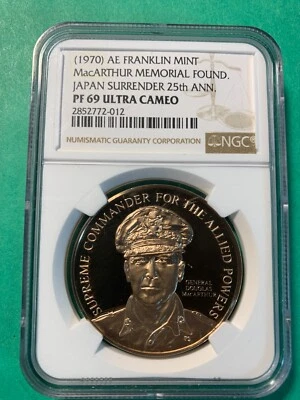 (1970) AE FRANKLIN MINT
MacARTHUR MEMORIAL FOUND.
JAPAN SURRENDER 25th ANN.
PF 69 ULTRA CAMEO
2852772-012
NUMISMATIC GUARANTY CORPORATION
NGC
SUPREME COMMANDER FOR THE ALLIED POWERS
GENERAL
DOUGLAS
MacARTHUR